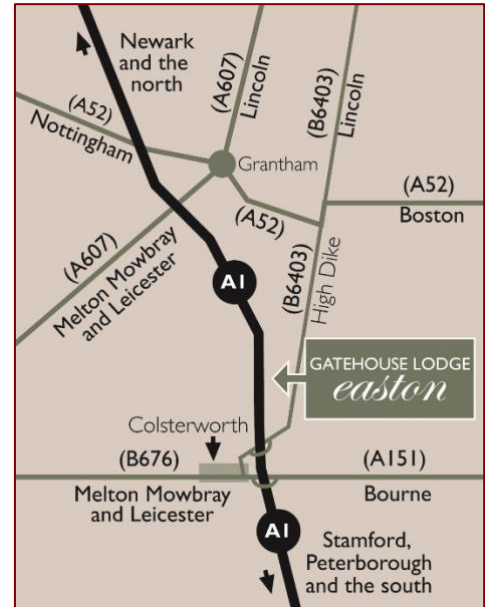 Newark
and the
north
(A607)
Lincoln
(B6403)
Lincoln
(A52)
Nottingham
Grantham
(A52)
(A52)
Boston
(A607)
Melton Mowbray
and Leicester
(B6403)
High Dike
A1
GATEHOUSE LODGE
easton
Colsterworth
(B676)
(A151)
Melton Mowbray
and Leicester
Bourne
A1
Stamford,
Peterborough
and the south